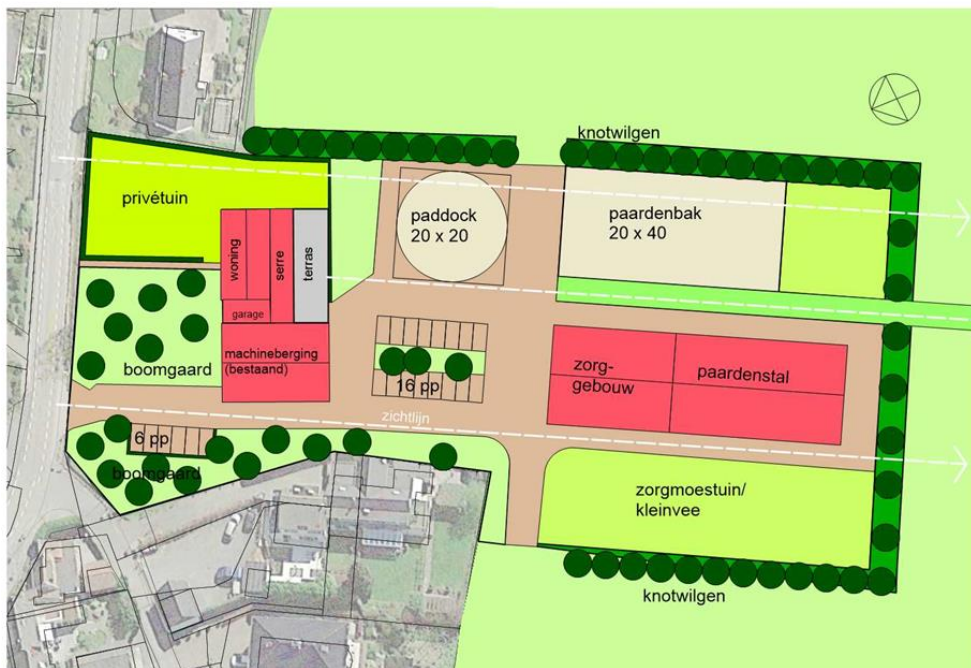 knotwilgen
privétuin
paddock
20 x 20
paardenbak
20 x 40
woning
serre
terras
garage
machineberging
(bestaand)
boomgaard
16 pp
zorg-
gebouw
paardenstal
zichtlijn
6 pp
boomgaard
zorgmoestuin/
kleinvee
knotwilgen